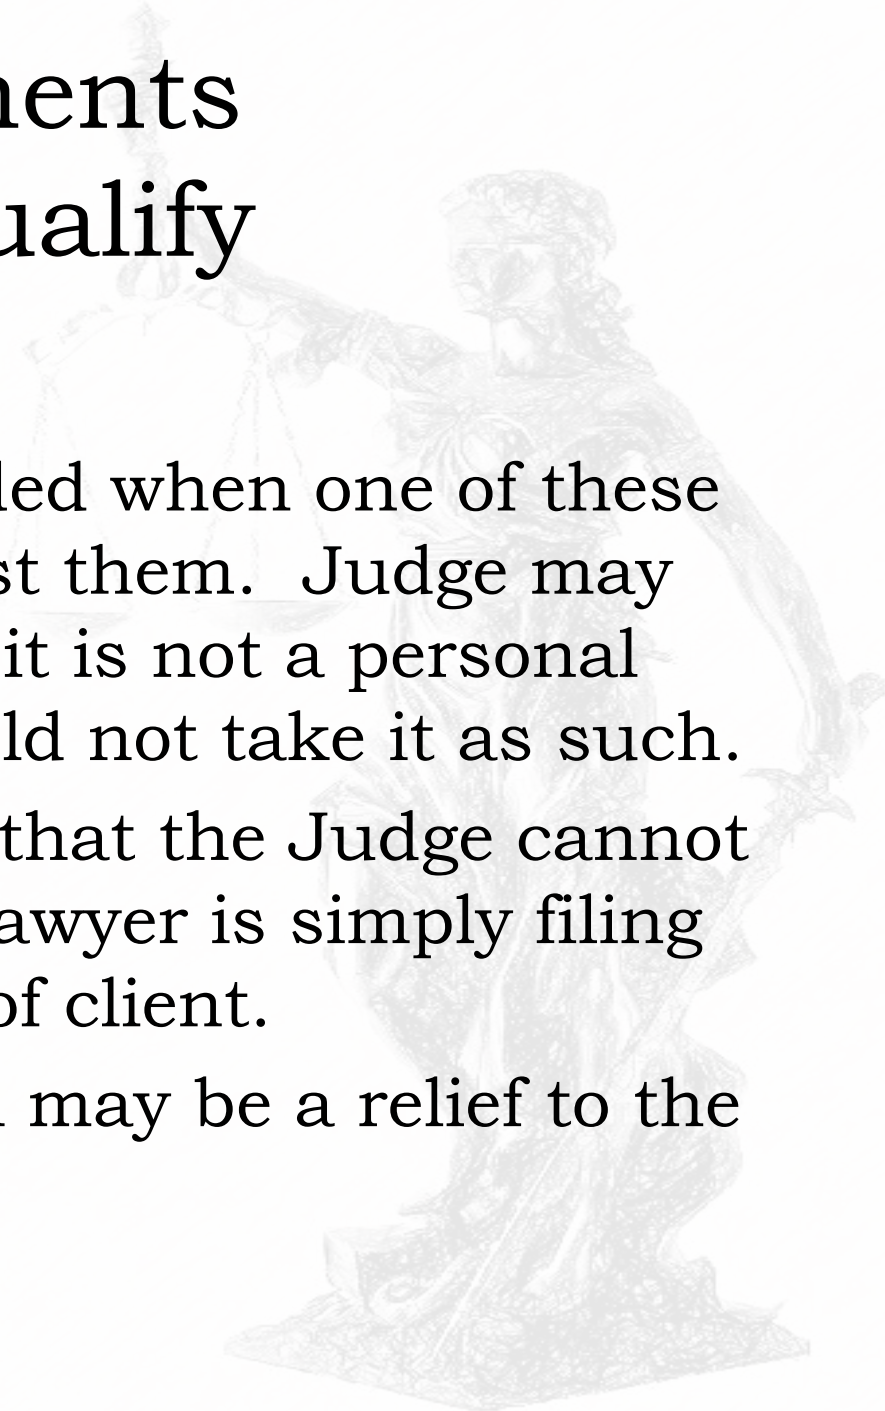 nents
ualify
led when one of these
st them.  Judge may
it is not a personal
ld not take it as such.
that the Judge cannot
awyer is simply filing
of client.
may be a relief to the